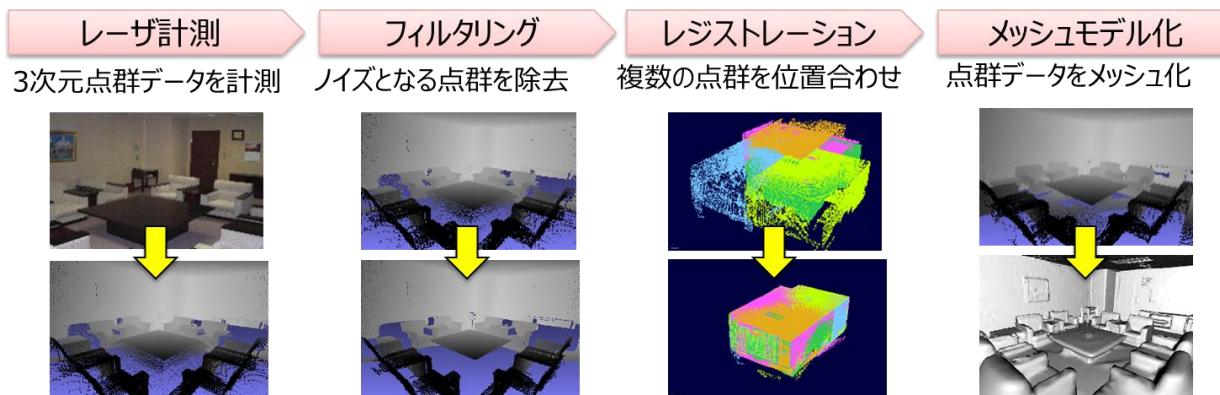 レーザ計測
フィルタリング
レジストレーション
メッシュモデル化
3次元点群データを計測
ノイズとなる点群を除去
複数の点群を位置合わせ
点群データをメッシュ化